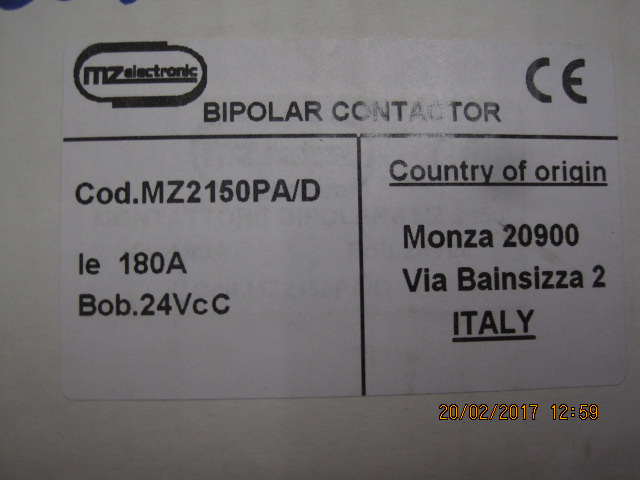 mz electronic
CE
BIPOLAR CONTACTOR
Cod.MZ2150PA/D
Ie 180A
Bob.24VcC
Country of origin
Monza 20900
Via Bainsizza 2
ITALY
20/02/2017 12:59